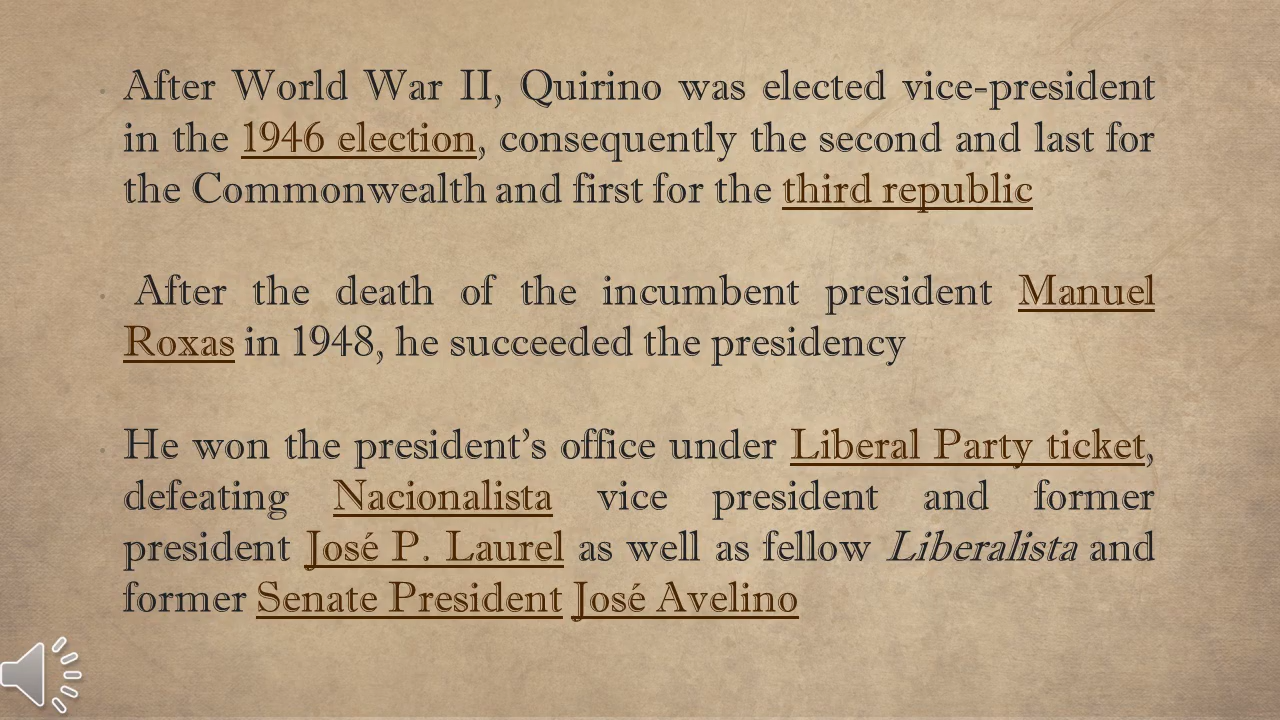 After World War II, Quirino was elected vice-president
in the 1946 election, consequently the second and last for
the Commonwealth and first for the third republic
After the death of the incumbent president Manuel
Roxas in 1948, he succeeded the presidency
He won the president’s office under Liberal Party ticket,
defeating Nacionalista vice president and former
president José P. Laurel as well as fellow Liberalista and
former Senate President José Avelino